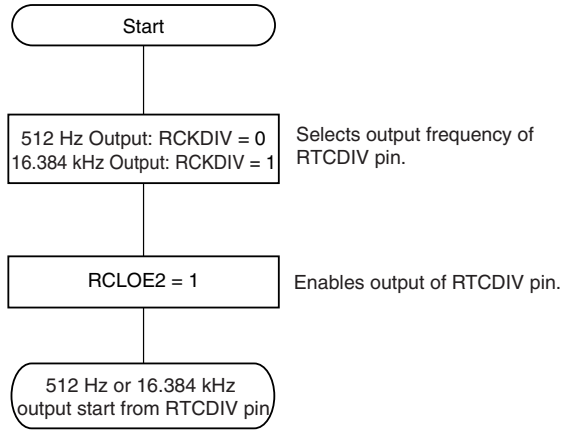 Start
512 Hz Output: RCKDIV = 0
16.384 kHz Output: RCKDIV = 1
Selects output frequency of
RTCDIV pin.
RCLOE2 = 1
Enables output of RTCDIV pin.
512 Hz or 16.384 kHz
output start from RTCDIV pin